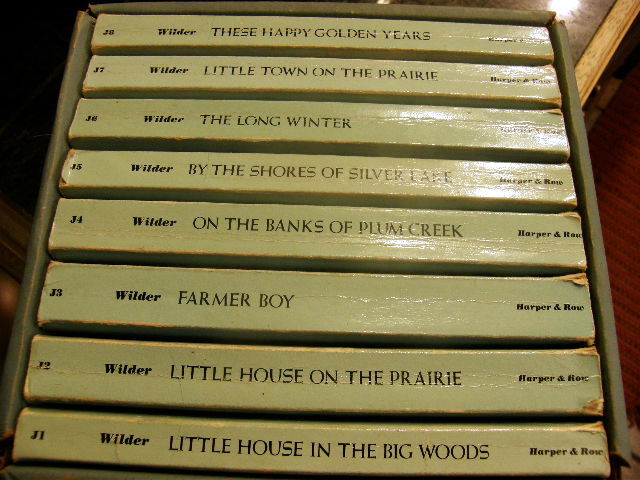 J8 Wilder THESE HAPPY GOLDEN YEARS Harper & Row
J7 Wilder LITTLE TOWN ON THE PRAIRIE Harper & Row
J6 Wilder THE LONG WINTER Harper & Row
J5 Wilder BY THE SHORES OF SILVER LAKE Harper & Row
J4 Wilder ON THE BANKS OF PLUM CREEK Harper & Row
J3 Wilder FARMER BOY Harper & Row
J2 Wilder LITTLE HOUSE ON THE PRAIRIE Harper & Row
J1 Wilder LITTLE HOUSE IN THE BIG WOODS Harper & Row